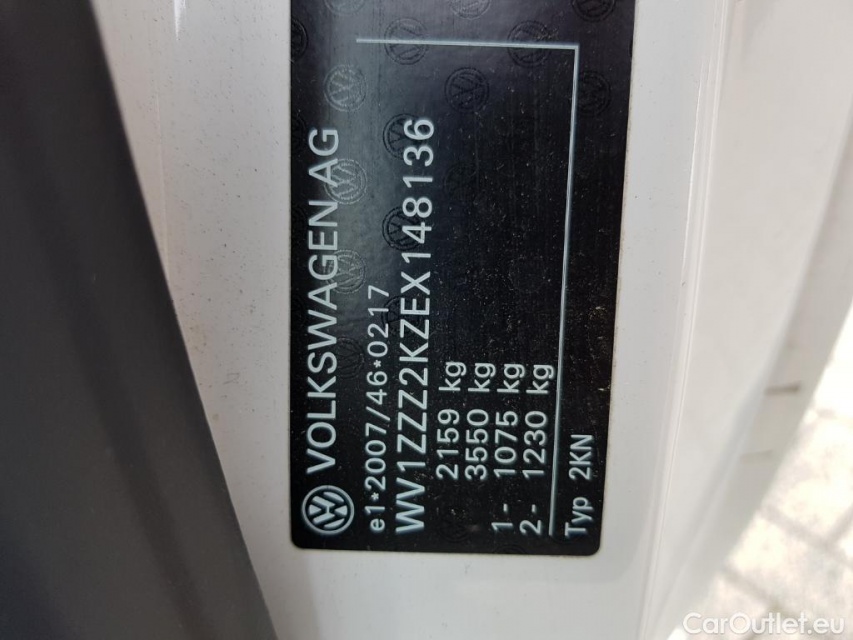 VOLKSWAGEN AG
e1*2007/46*0217
WV1ZZZ2KZEX148136
2159 kg
3550 kg
1- 1075 kg
2- 1230 kg
Typ 2KN
CarOutlet.eu